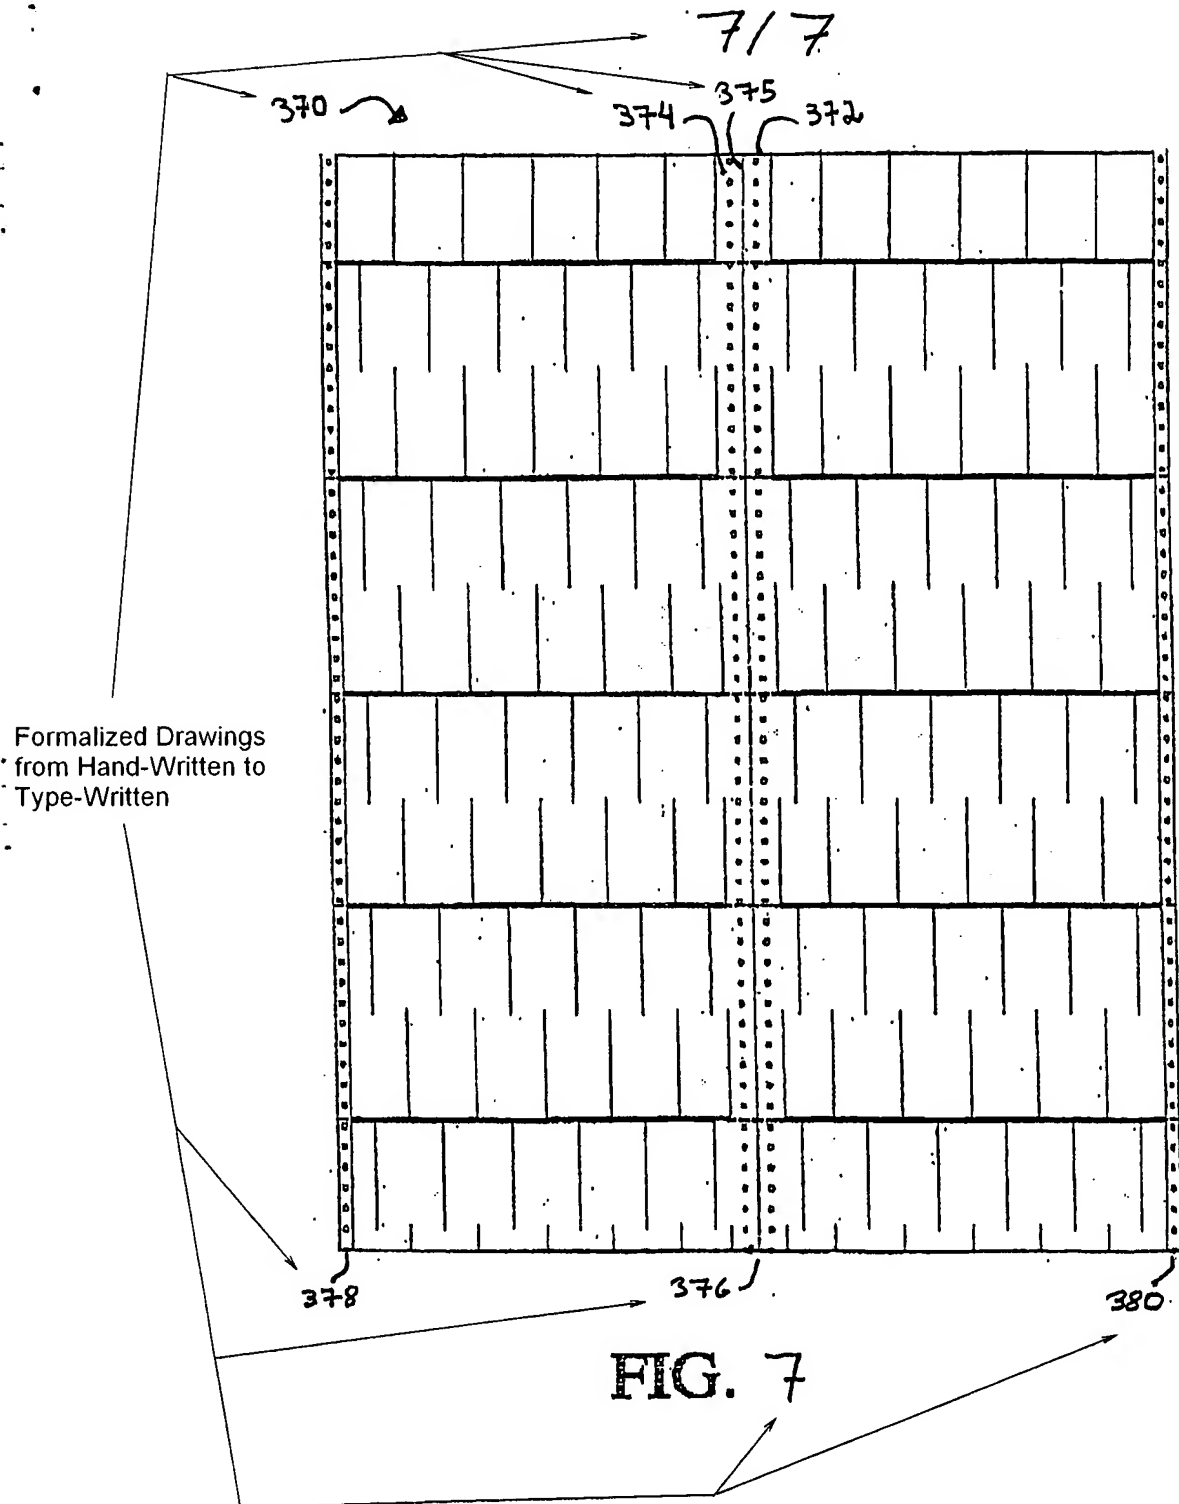 7/7
375
370
374
372
Formalized Drawings
from Hand-Written to
Type-Written
378
376
380
FIG. 7